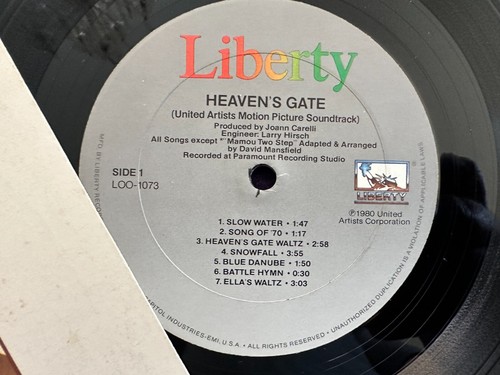 Liberty
HEAVEN'S GATE
(United Artists Motion Picture Soundtrack)
Produced by Joann Carelli
Engineer: Larry Hirsch
All Songs except *"Mamou Two Step" Adapted & Arranged
by David Mansfield
Recorded at Paramount Recording Studio
SIDE 1
LOO-1073
LIBERTY
℗1980 United
Artists Corporation
1. SLOW WATER • 1:47
2. SONG OF '70 • 1:17
3. HEAVEN'S GATE WALTZ • 2:58
4. SNOWFALL • 3:55
5. BLUE DANUBE • 1:50
6. BATTLE HYMN • 0:30
7. ELLA'S WALTZ • 3:03
MFD. BY LIBERTY
INDUSTRIES-EMI, U.S.A. • ALL RIGHTS RESERVED • UNAUTHORIZED DUPLICATION IS A VIOLATION OF APPLICABLE LAWS